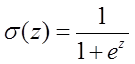 σ(z) = 1 / (1 + e^z)